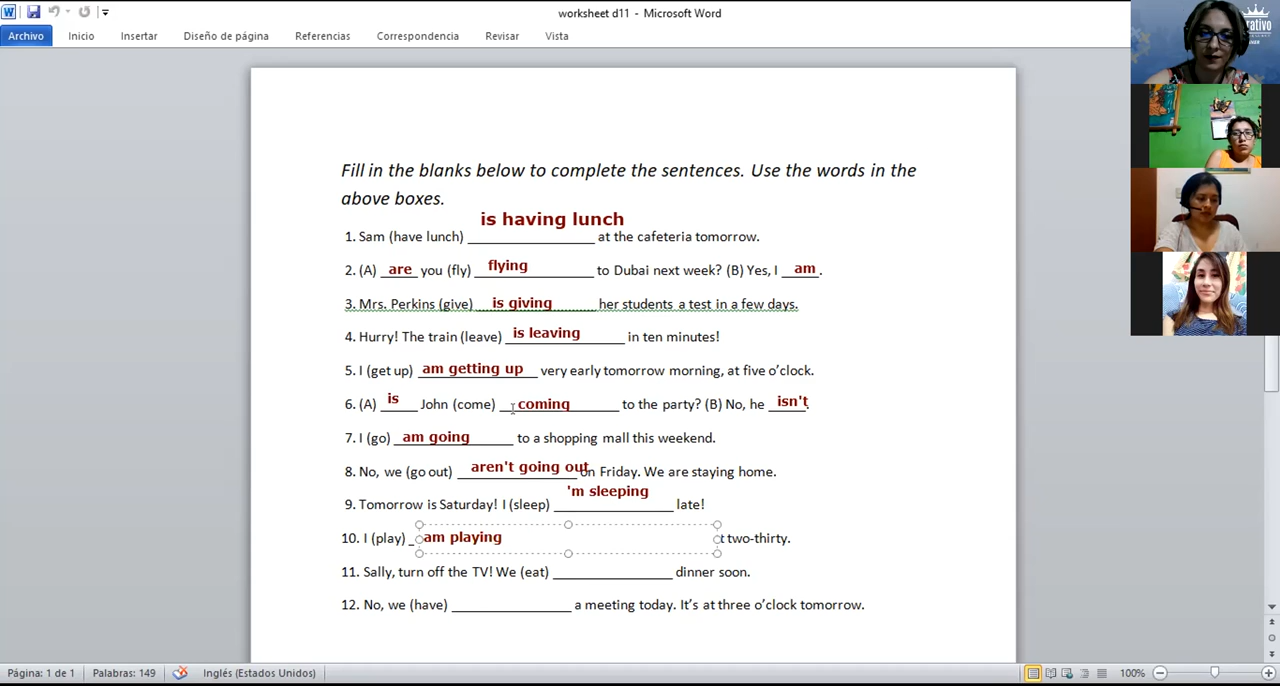 worksheet d11 - Microsoft Word
Archivo Inicio Insertar Diseño de página Referencias Correspondencia Revisar Vista
Fill in the blanks below to complete the sentences. Use the words in the
above boxes.
is having lunch
1. Sam (have lunch) ______________ at the cafeteria tomorrow.
2. (A) are you (fly) flying to Dubai next week? (B) Yes, I am.
3. Mrs. Perkins (give) is giving her students a test in a few days.
4. Hurry! The train (leave) is leaving in ten minutes!
5. I (get up) am getting up very early tomorrow morning, at five o'clock.
6. (A) is John (come) coming to the party? (B) No, he isn't.
7. I (go) am going to a shopping mall this weekend.
8. No, we (go out) aren't going out on Friday. We are staying home.
'm sleeping
9. Tomorrow is Saturday! I (sleep) ______________ late!
10. I (play) _ am playing t two-thirty.
11. Sally, turn off the TV! We (eat) ______________ dinner soon.
12. No, we (have) ______________ a meeting today. It's at three o'clock tomorrow.
Página: 1 de 1 Palabras: 149 Inglés (Estados Unidos) 100%